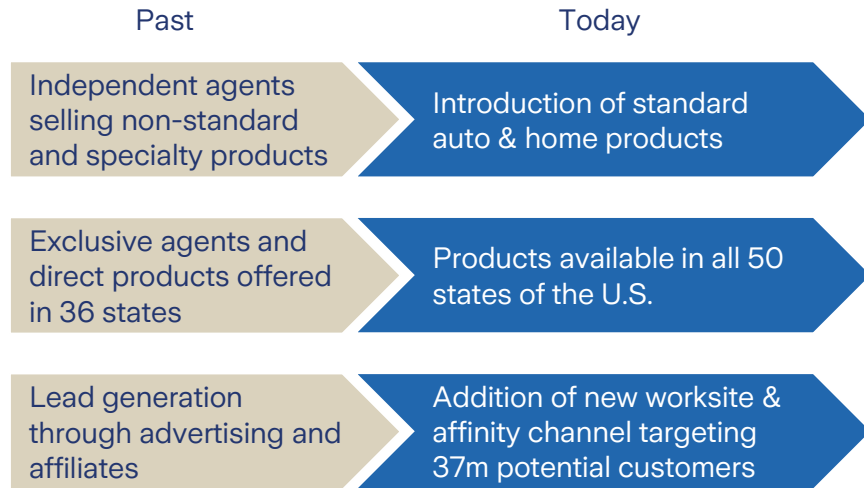 Past
Today
Independent agents
selling non-standard
and specialty products
Introduction of standard
auto & home products
Exclusive agents and
direct products offered
in 36 states
Products available in all 50
states of the U.S.
Lead generation
through advertising and
affiliates
Addition of new worksite &
affinity channel targeting
37m potential customers